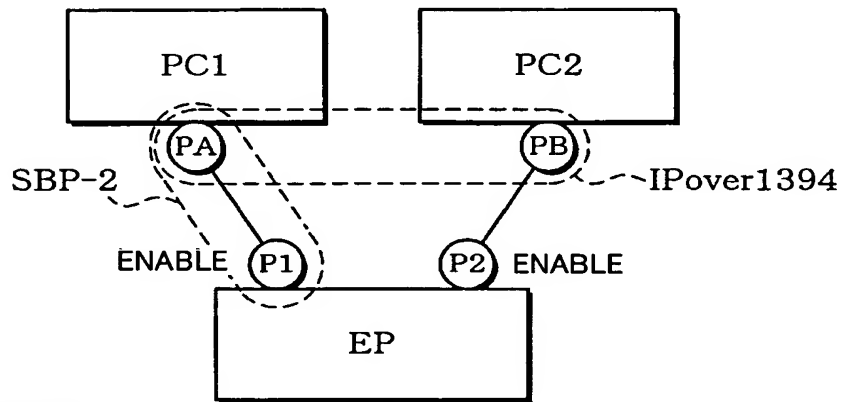 PC1
PC2
PA
PB
SBP-2
IPover1394
ENABLE
P1
P2
ENABLE
EP